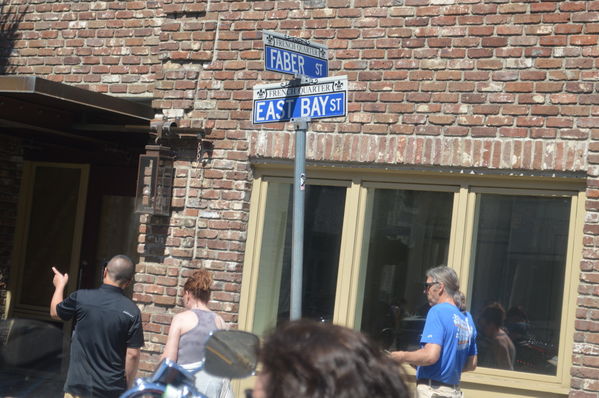 FRENCH QUARTER
FABER ST
FRENCH QUARTER
EAST BAY ST